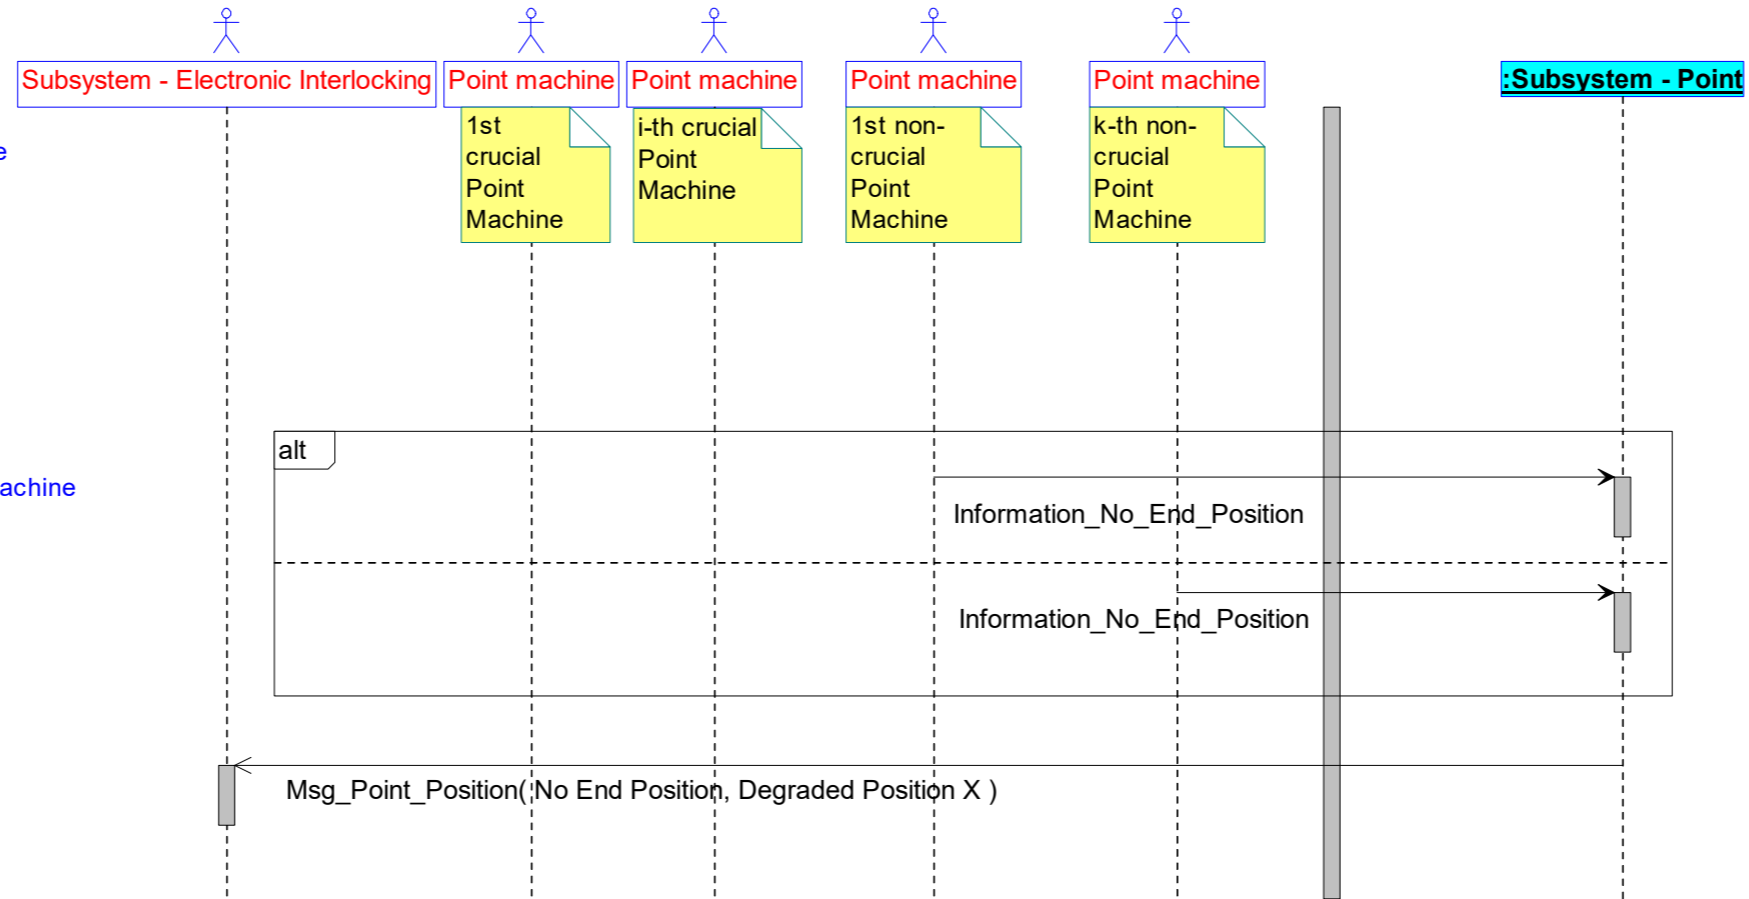 Subsystem - Electronic Interlocking
Point machine
Point machine
Point machine
Point machine
:Subsystem - Point
1st
crucial
Point
Machine
i-th crucial
Point
Machine
1st non-
crucial
Point
Machine
k-th non-
crucial
Point
Machine
e
alt
achine
Information_No_End_Position
Information_No_End_Position
Msg_Point_Position( No End Position, Degraded Position X )